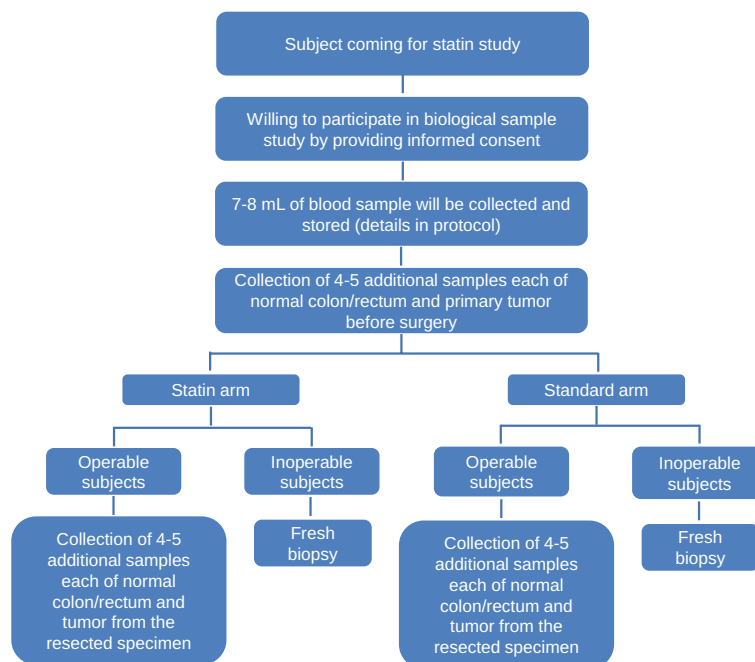 Subject coming for statin study
Willing to participate in biological sample
study by providing informed consent
7-8 mL of blood sample will be collected and
stored (details in protocol)
Collection of 4-5 additional samples each of
normal colon/rectum and primary tumor
before surgery
Statin arm
Standard arm
Operable
subjects
Inoperable
subjects
Operable
subjects
Inoperable
subjects
Collection of 4-5
additional samples
each of normal
colon/rectum and
tumor from the
resected specimen
Fresh
biopsy
Collection of 4-5
additional samples
each of normal
colon/rectum and
tumor from the
resected specimen
Fresh
biopsy